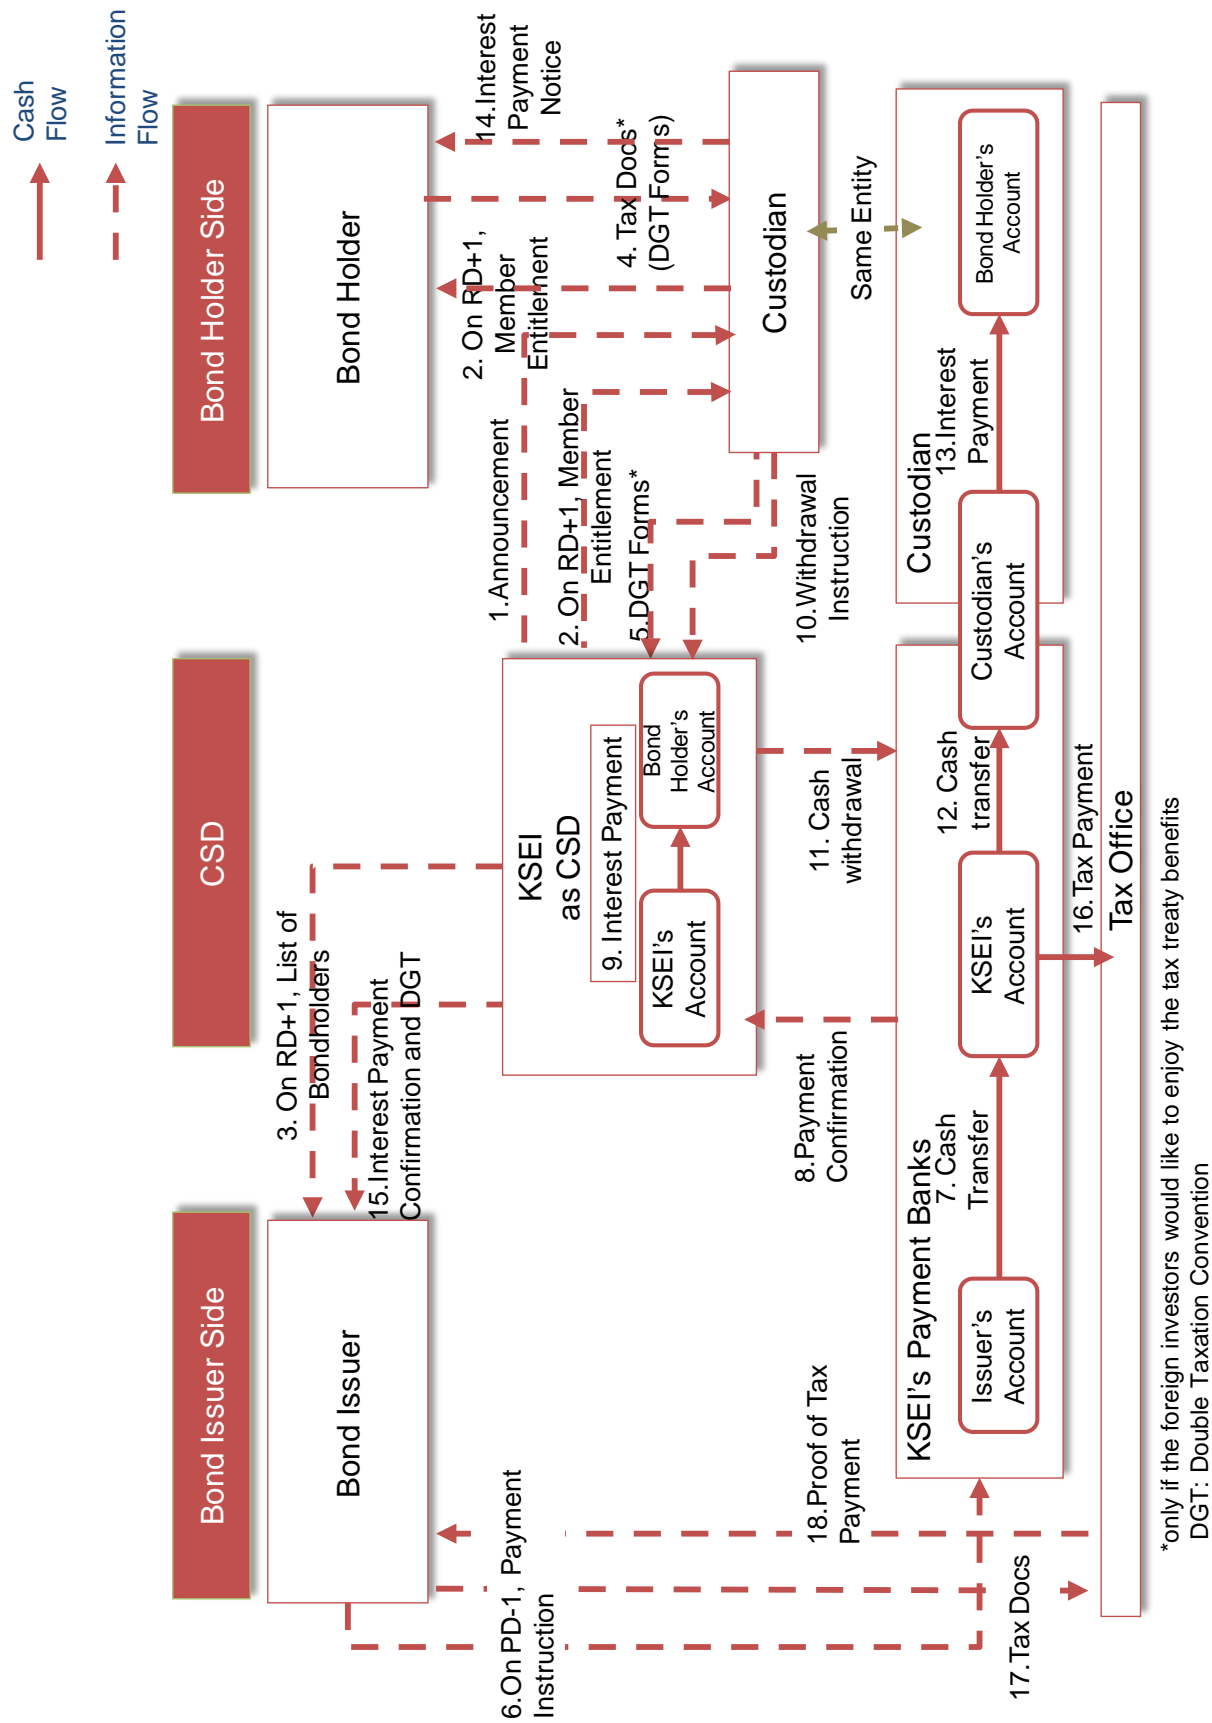 Cash
Flow
Information
Flow
Bond Issuer Side
CSD
Bond Holder Side
Bond Issuer
Bond Holder
3. On RD+1, List of
Bondholders
15.Interest Payment
Confirmation and DGT
14.Interest
Payment
Notice
2. On RD+1,
Member
Entitlement
1.Announcement
2. On RD+1, Member
Entitlement
5.DGT Forms*
4. Tax Docs*
(DGT Forms)
KSEI
as CSD
9. Interest Payment
KSEI's
Account
Bond
Holder's
Account
Custodian
6.On PD-1, Payment
Instruction
18.Proof of Tax
Payment
8.Payment
Confirmation
11. Cash
withdrawal
10.Withdrawal
Instruction
Same Entity
KSEI's Payment Banks
7. Cash
Transfer
12. Cash
transfer
Custodian
13.Interest
Payment
Issuer's
Account
KSEI's
Account
Custodian's
Account
Bond Holder's
Account
17.Tax Docs
16.Tax Payment
Tax Office
*only if the foreign investors would like to enjoy the tax treaty benefits
DGT: Double Taxation Convention